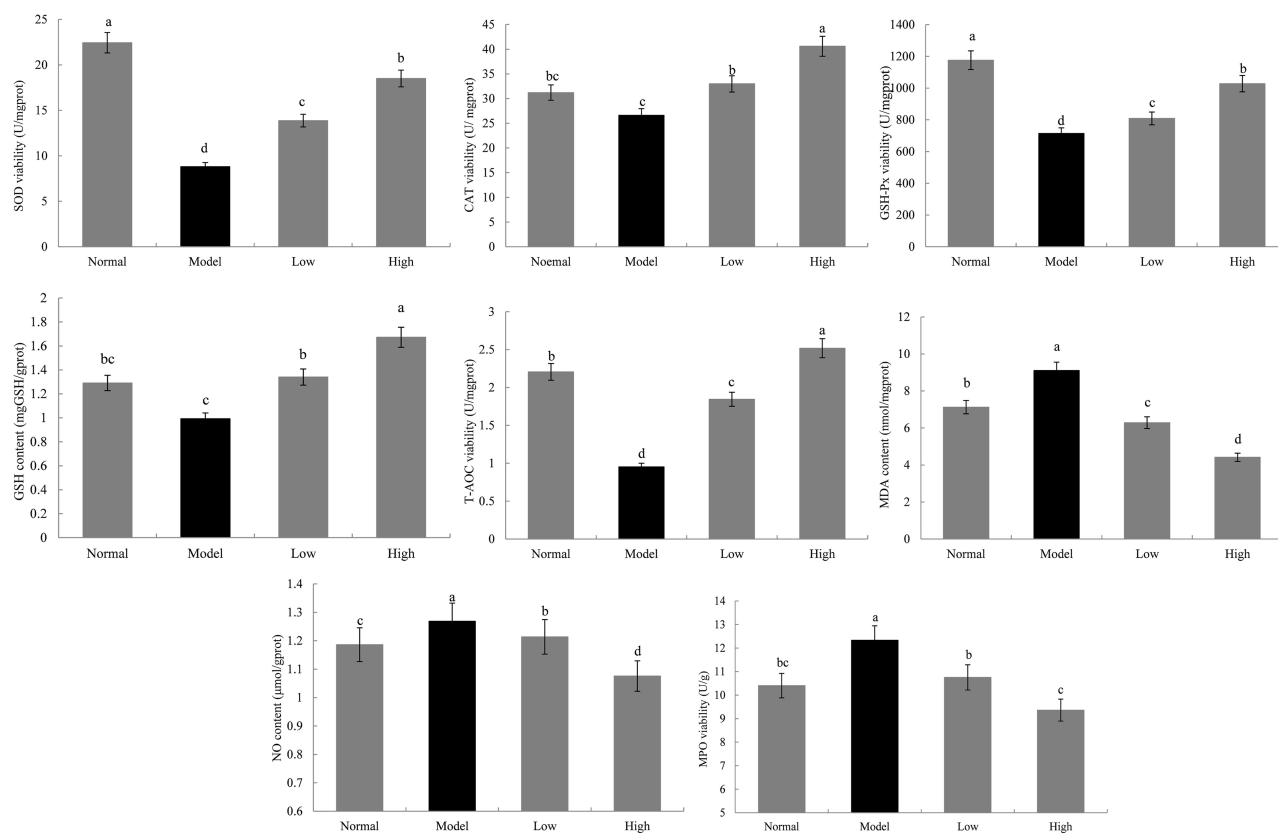 SOD viability (U/mgprot)
25
20
15
10
5
0
a
d
c
b
Normal Model Low High
CAT viability (U/ mgprot)
45
40
35
30
25
20
15
10
5
0
bc
c
b
a
Noemal Model Low High
GSH-Px viability (U/mgprot)
1400
1200
1000
800
600
400
200
0
a
d
c
b
Normal Model Low High
GSH content (mgGSH/gprot)
2
1.8
1.6
1.4
1.2
1
0.8
0.6
0.4
0.2
0
bc
c
b
a
Normal Model Low High
T-AOC viability (U/mgprot)
3
2.5
2
1.5
1
0.5
0
b
d
c
a
Normal Model Low High
MDA content (nmol/mgprot)
12
10
8
6
4
2
0
b
a
c
d
Normal Model Low High
NO content (μmol/gprot)
1.4
1.3
1.2
1.1
1
0.9
0.8
0.7
0.6
c
a
b
d
Normal Model Low High
MPO viability (U/g)
14
13
12
11
10
9
8
7
6
5
bc
a
b
c
Normal Model Low High